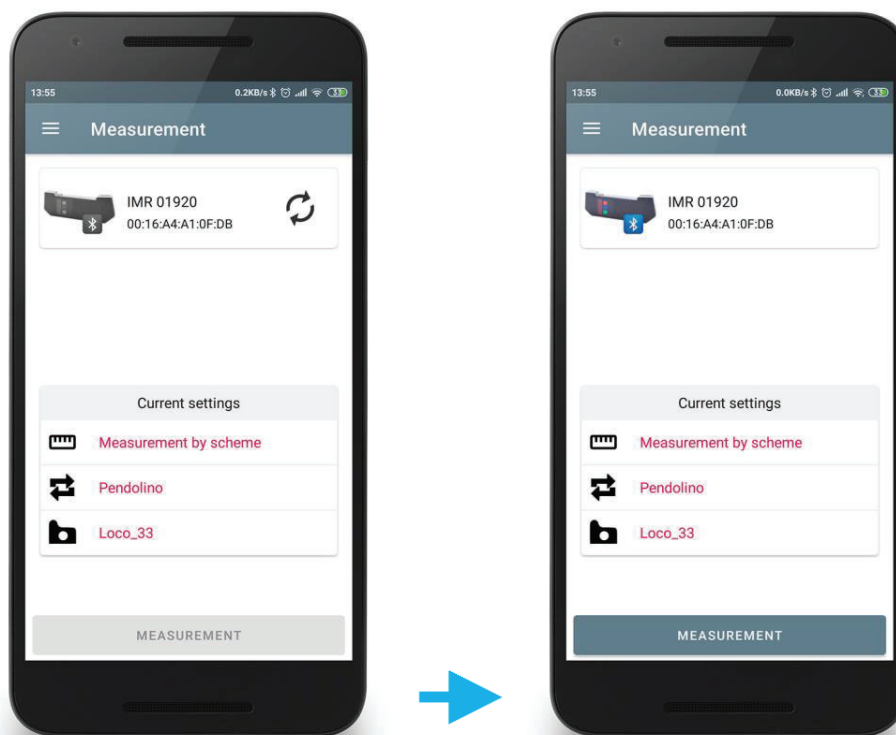 13:55 0.2KB/s 33
Measurement
IMR 01920
00:16:A4:A1:0F:DB
Current settings
Measurement by scheme
Pendolino
Loco_33
MEASUREMENT
13:55 0.0KB/s 33
Measurement
IMR 01920
00:16:A4:A1:0F:DB
Current settings
Measurement by scheme
Pendolino
Loco_33
MEASUREMENT